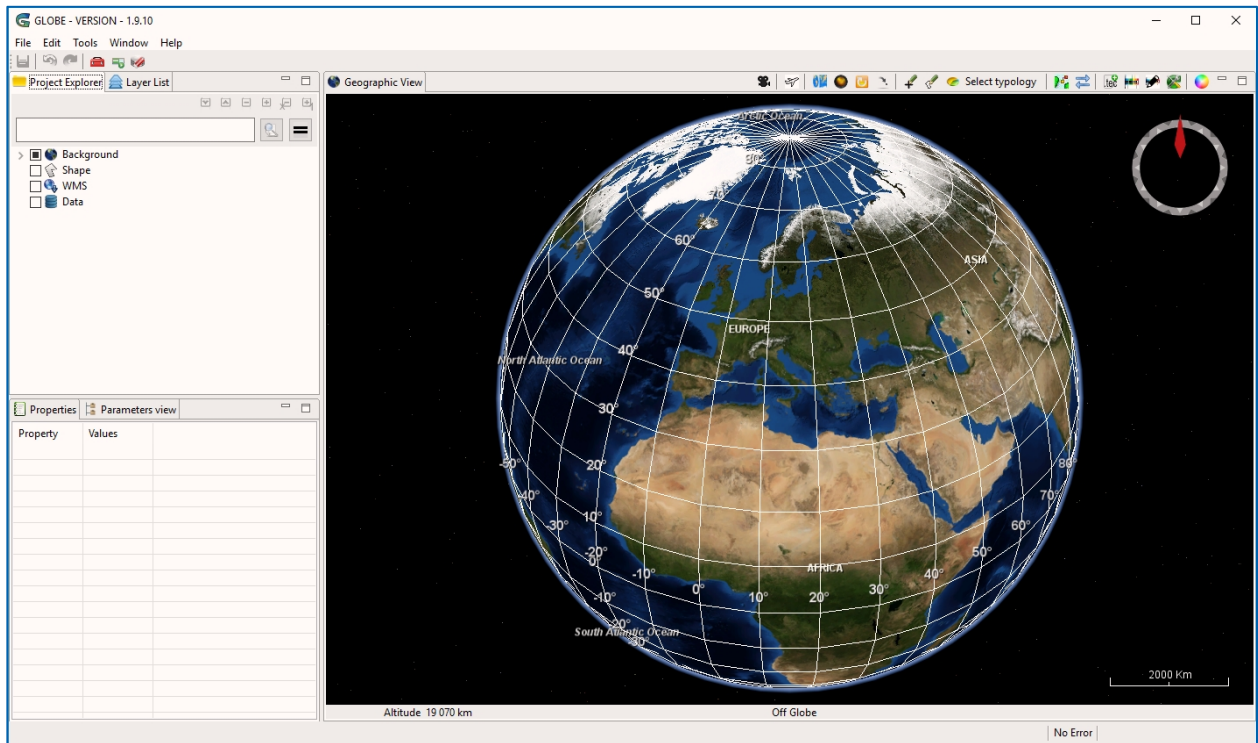 GLOBE - VERSION - 1.9.10
File Edit Tools Window Help
Project Explorer Layer List
Background
Shape
WMS
Data
Properties Parameters view
Property Values
Geographic View
Select typology
Arctic Ocean
80°
60°
ASIA
50°
EUROPE
40°
North Atlantic Ocean
30°
20°
-50°
80°
-40°
70°
10°
-30°
60°
-20°
0°
50°
-10°
AFRICA
40°
0°
30°
-10°
10°
20°
-20°
South Atlantic Ocean
-30°
2000 Km
Altitude 19 070 km
Off Globe
No Error